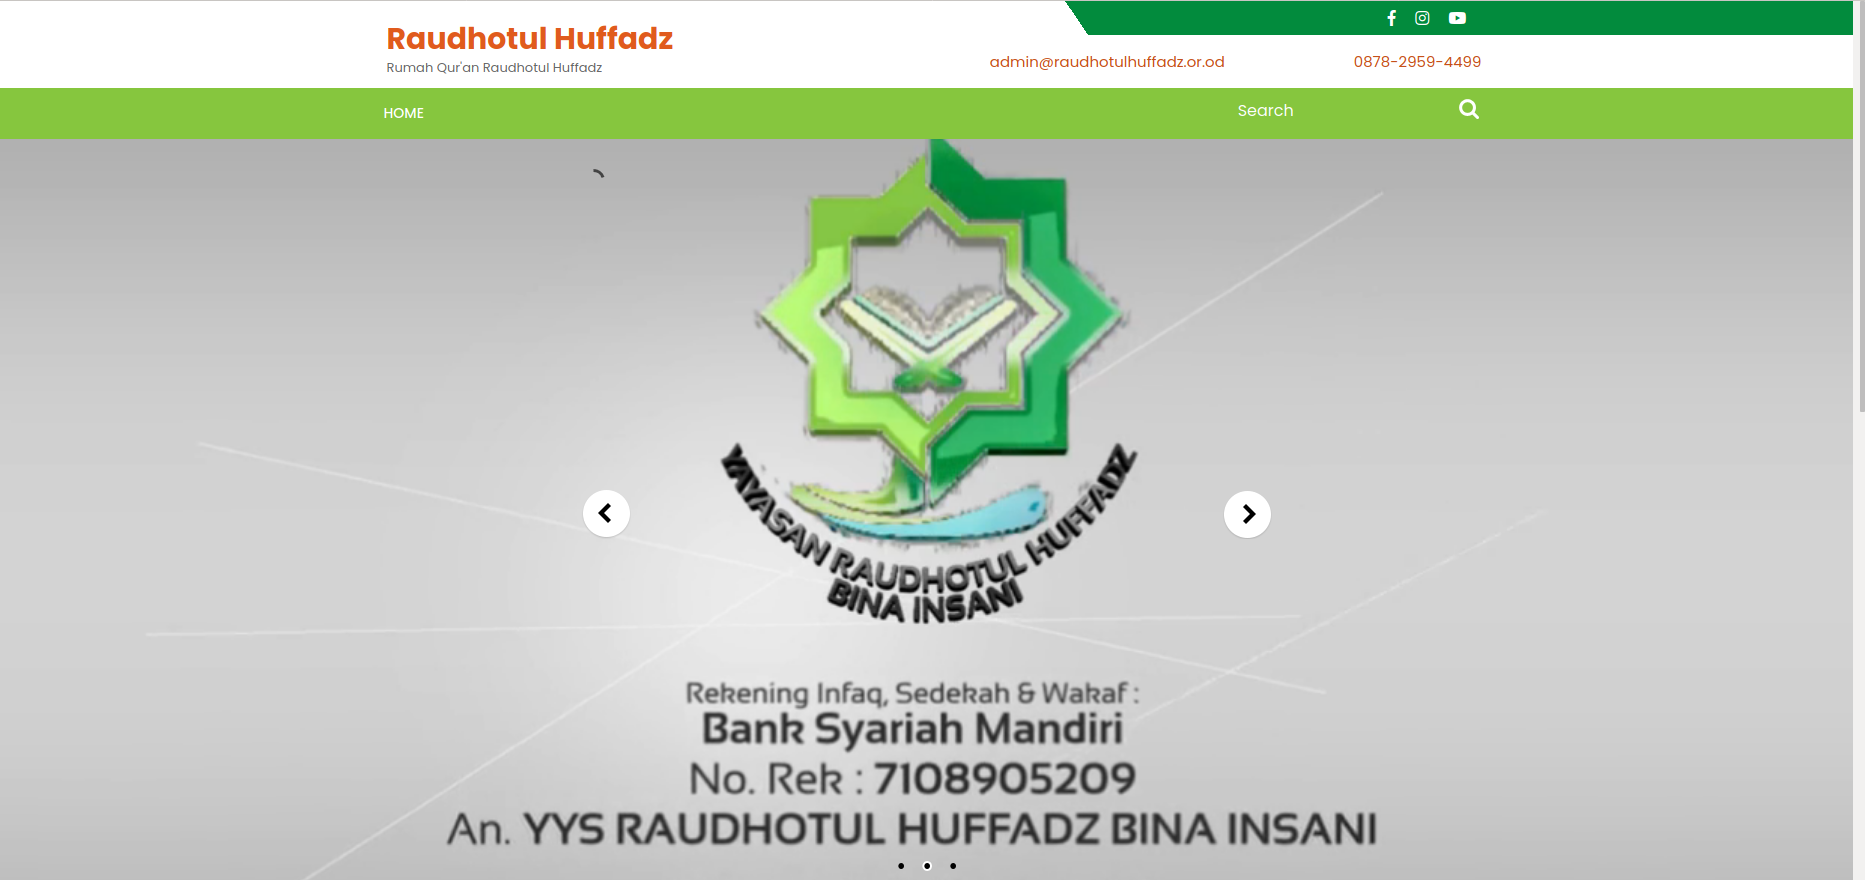 Raudhotul Huffadz
Rumah Qur'an Raudhotul Huffadz
admin@raudhotulhuffadz.or.od
0878-2959-4499
HOME
Search
YAYASAN RAUDHOTUL HUFFADZ
BINA INSANI
Rekening Infaq, Sedekah & Wakaf :
Bank Syariah Mandiri
No. Rek : 7108905209
An. YYS RAUDHOTUL HUFFADZ BINA INSANI